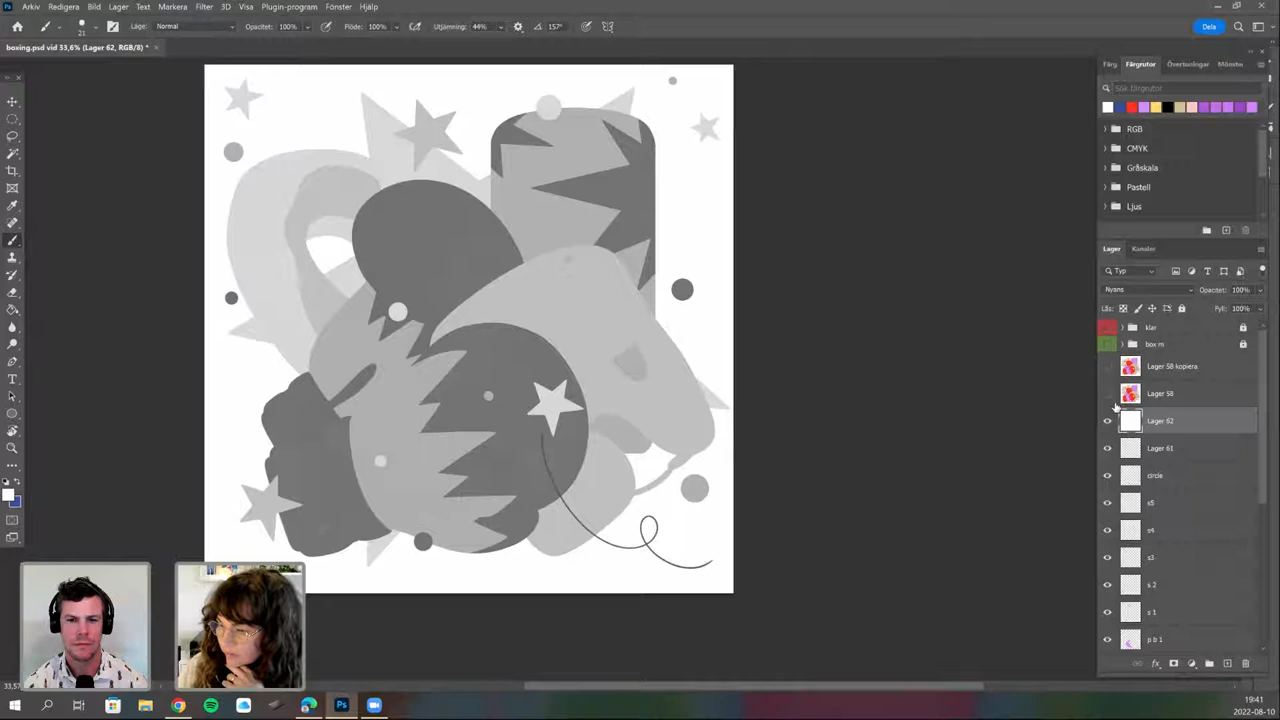 Arkiv Redigera Bild Lager Text Markera Filter 3D Visa Plugin-program Fönster Hjälp
21 Läge: Normal Opacitet: 100% Flöde: 100% Utjämning: 44% 157° Dela
boxing.psd vid 33,6% (Lager 62, RGB/8) *
Färg Färgrutor Övertoningar Mönster
Sök färgrutor
RGB
CMYK
Gråskala
Pastell
Ljus
Lager Kanaler
Typ
Nyans Opacitet: 100%
Lås: Fyll: 100%
klar
box m
Lager 58 kopiera
Lager 58
Lager 62
Lager 61
circle
s5
s4
s3
s 2
s 1
p b 1
19:41
2022-08-10